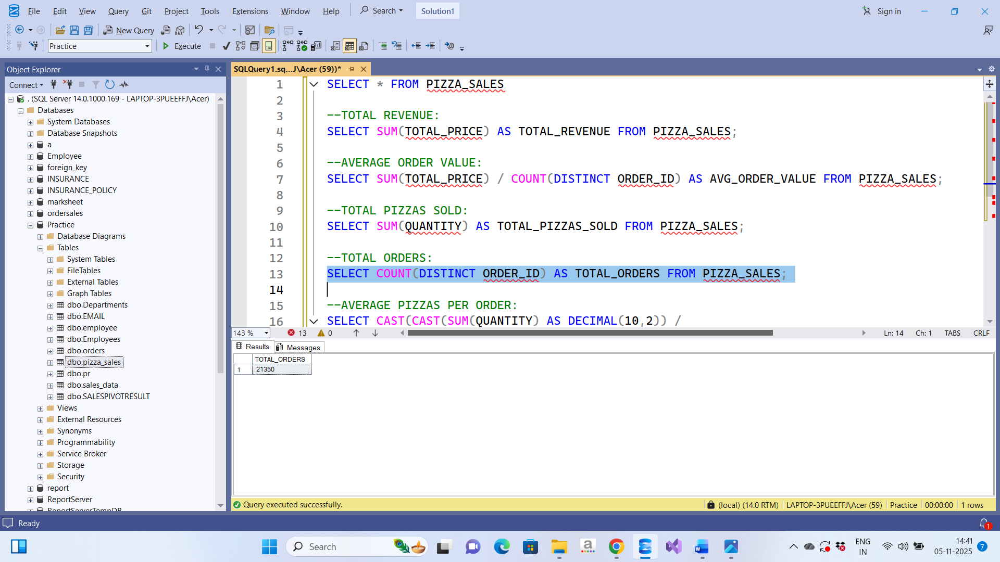 File Edit View Query Git Project Tools Extensions Window Help Search Solution1 Sign in
New Query
Practice Execute
Object Explorer
Connect
. (SQL Server 14.0.1000.169 - LAPTOP-3PUEEFFJ\Acer)
Databases
System Databases
Database Snapshots
a
Employee
foreign_key
INSURANCE
INSURANCE_POLICY
marksheet
ordersales
Practice
Database Diagrams
Tables
System Tables
FileTables
External Tables
Graph Tables
dbo.Departments
dbo.EMAIL
dbo.employee
dbo.Employees
dbo.orders
dbo.pizza_sales
dbo.pr
dbo.sales_data
dbo.SALESPIVOTRESULT
Views
External Resources
Synonyms
Programmability
Service Broker
Storage
Security
report
ReportServer
ReportServerTempDB
SQLQuery1.sq...J\Acer (59))*
1 SELECT * FROM PIZZA_SALES
2
3 --TOTAL REVENUE:
4 SELECT SUM(TOTAL_PRICE) AS TOTAL_REVENUE FROM PIZZA_SALES;
5
6 --AVERAGE ORDER VALUE:
7 SELECT SUM(TOTAL_PRICE) / COUNT(DISTINCT ORDER_ID) AS AVG_ORDER_VALUE FROM PIZZA_SALES;
8
9 --TOTAL PIZZAS SOLD:
10 SELECT SUM(QUANTITY) AS TOTAL_PIZZAS_SOLD FROM PIZZA_SALES;
11
12 --TOTAL ORDERS:
13 SELECT COUNT(DISTINCT ORDER_ID) AS TOTAL_ORDERS FROM PIZZA_SALES;
14
15 --AVERAGE PIZZAS PER ORDER:
16 SELECT CAST(CAST(SUM(QUANTITY) AS DECIMAL(10,2)) /
143 % 13 0 Ln: 14 Ch: 1 TABS CRLF
Results Messages
TOTAL_ORDERS
1 21350
Query executed successfully. (local) (14.0 RTM) LAPTOP-3PUEEFFJ\Acer (59) Practice 00:00:00 1 rows
Ready 1
Search
ENG
IN
14:41
05-11-2025
7